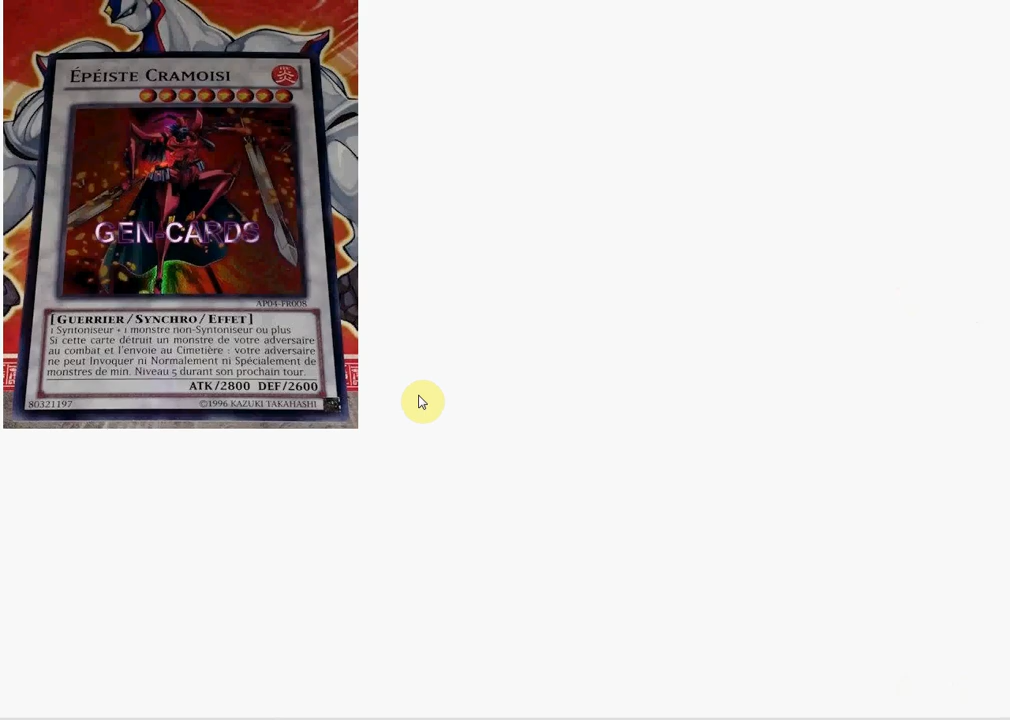 ÉPÉISTE CRAMOISI
炎
GEN-CARDS
AP04-FR008
[GUERRIER/SYNCHRO/EFFET]
1 Syntoniseur + 1 monstre non-Syntoniseur ou plus
Si cette carte détruit un monstre de votre adversaire
au combat et l'envoie au Cimetière : votre adversaire
ne peut Invoquer ni Normalement ni Spécialement de
monstres de min. Niveau 5 durant son prochain tour.
ATK/2800 DEF/2600
80321197
©1996 KAZUKI TAKAHASHI